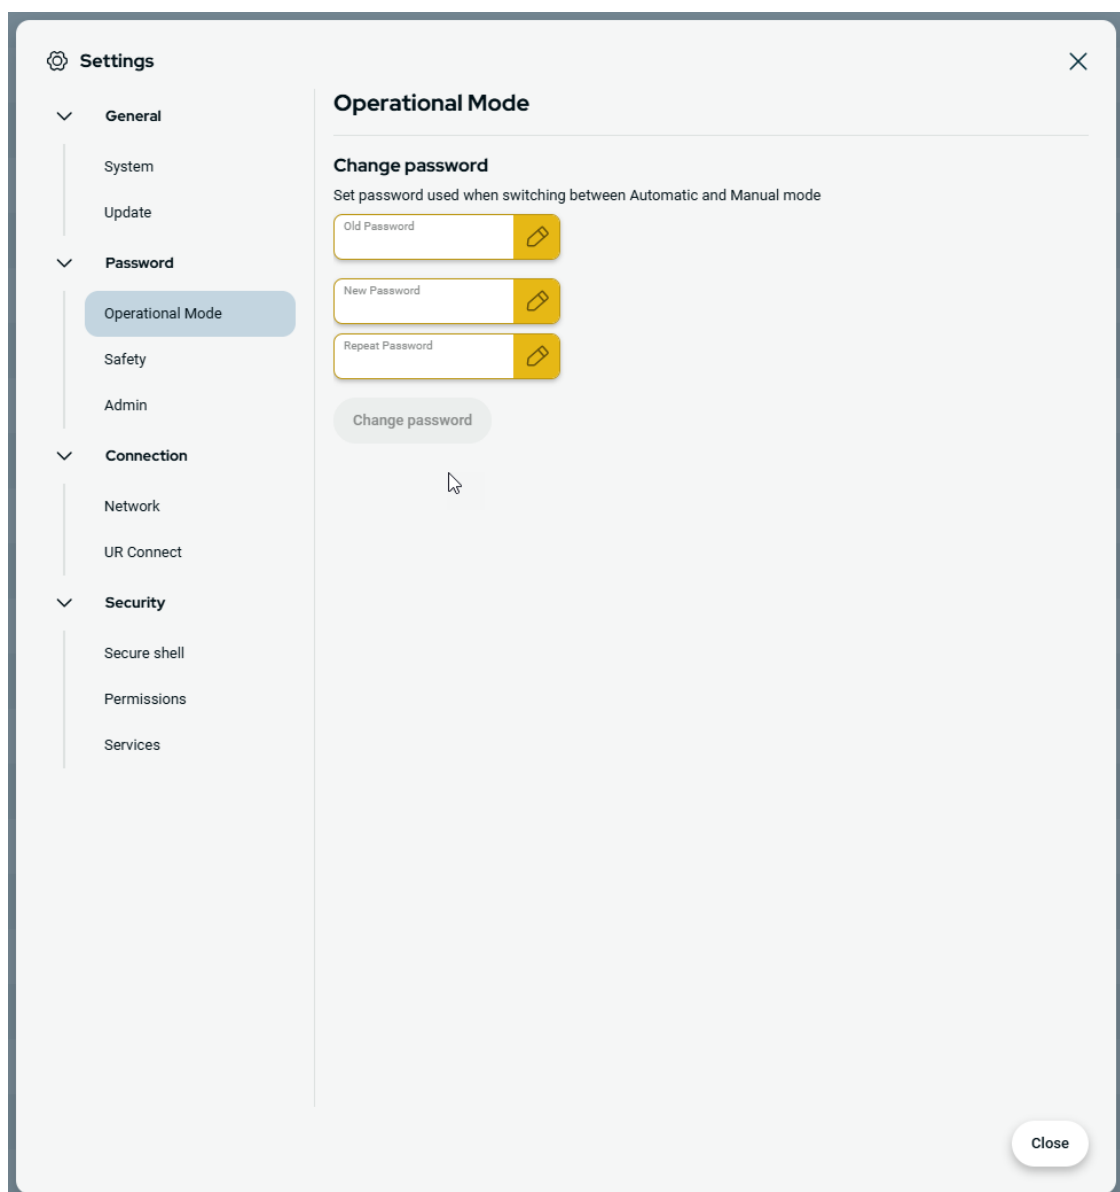 Settings
General
System
Update
Password
Operational Mode
Safety
Admin
Connection
Network
UR Connect
Security
Secure shell
Permissions
Services
Operational Mode
Change password
Set password used when switching between Automatic and Manual mode
Old Password
New Password
Repeat Password
Change password
Close